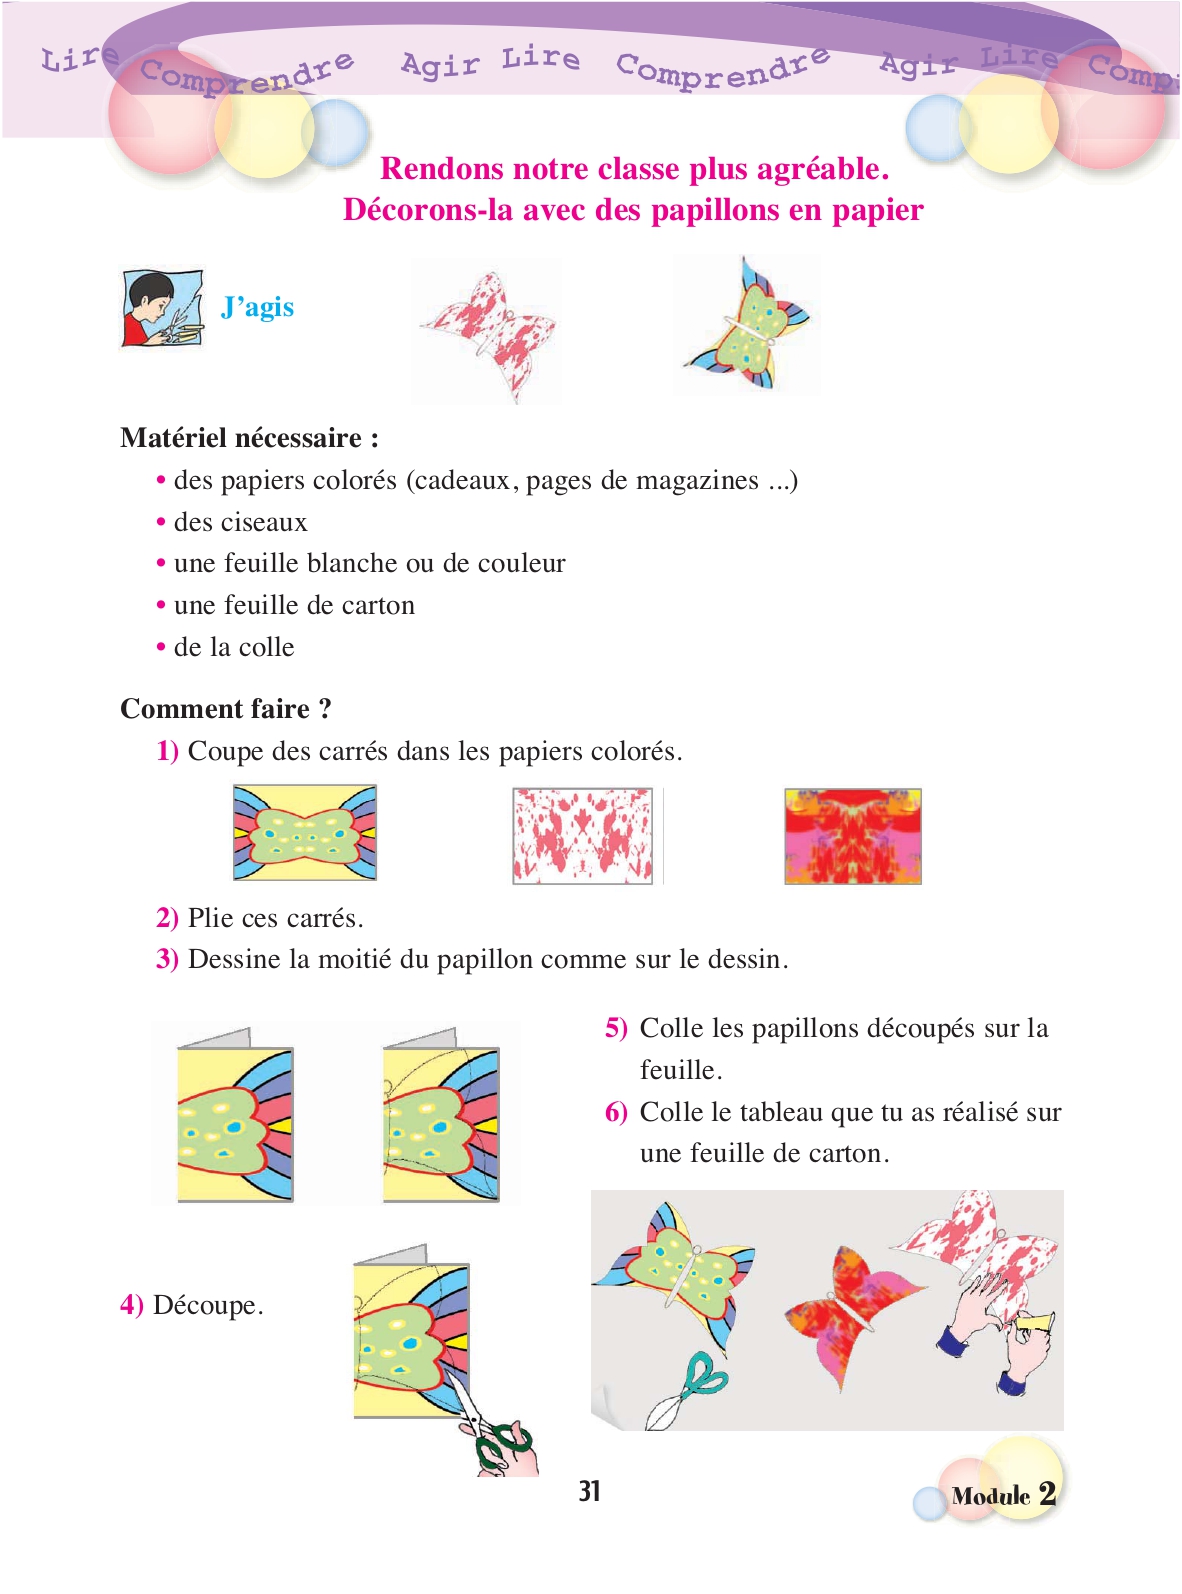 Lire Comprendre Agir Lire Comprendre Agir Lire
Rendons notre classe plus agréable.
Décorons-la avec des papillons en papier
J’agis
Matériel nécessaire :
• des papiers colorés (cadeaux, pages de magazines ...)
• des ciseaux
• une feuille blanche ou de couleur
• une feuille de carton
• de la colle
Comment faire ?
1) Coupe des carrés dans les papiers colorés.
2) Plie ces carrés.
3) Dessine la moitié du papillon comme sur le dessin.
4) Découpe.
5) Colle les papillons découpés sur la
feuille.
6) Colle le tableau que tu as réalisé sur
une feuille de carton.
31
Module 2